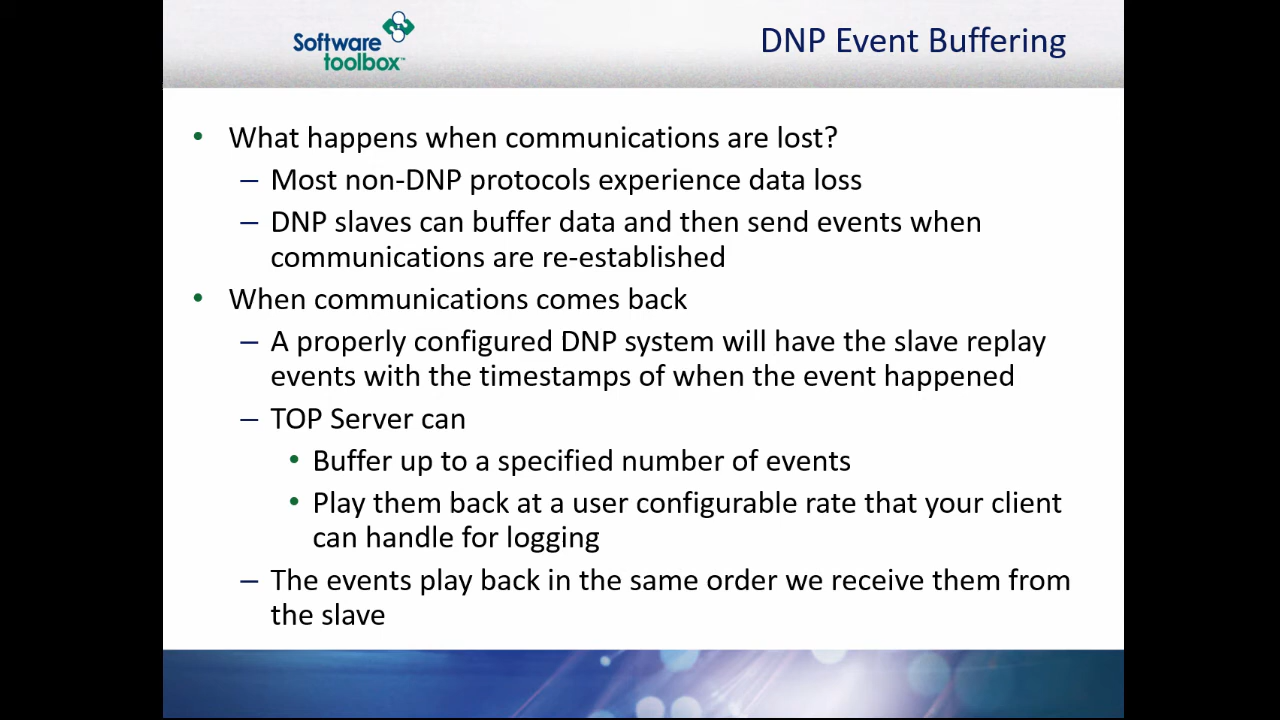 Software
toolbox™
DNP Event Buffering
• What happens when communications are lost?
– Most non-DNP protocols experience data loss
– DNP slaves can buffer data and then send events when
communications are re-established
• When communications comes back
– A properly configured DNP system will have the slave replay
events with the timestamps of when the event happened
– TOP Server can
• Buffer up to a specified number of events
• Play them back at a user configurable rate that your client
can handle for logging
– The events play back in the same order we receive them from
the slave